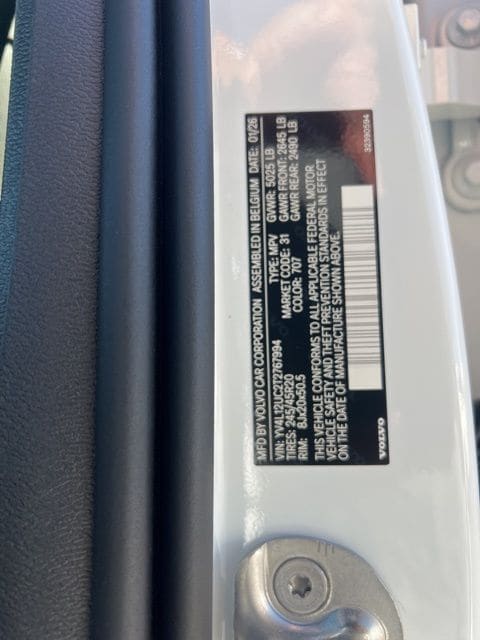 MFD BY VOLVO CAR CORPORATION ASSEMBLED IN BELGIUM DATE: 01/26
VIN: YV4L12UC2T2767994 TYPE: MPV GVWR: 5025 LB
TIRES: 245/45R20 MARKET CODE: 31 GAWR FRONT: 2645 LB
RIM: 8Jx20x50.5 COLOR: 707 GAWR REAR: 2490 LB
THIS VEHICLE CONFORMS TO ALL APPLICABLE FEDERAL MOTOR
VEHICLE SAFETY AND THEFT PREVENTION STANDARDS IN EFFECT
ON THE DATE OF MANUFACTURE SHOWN ABOVE.
VOLVO
32390594